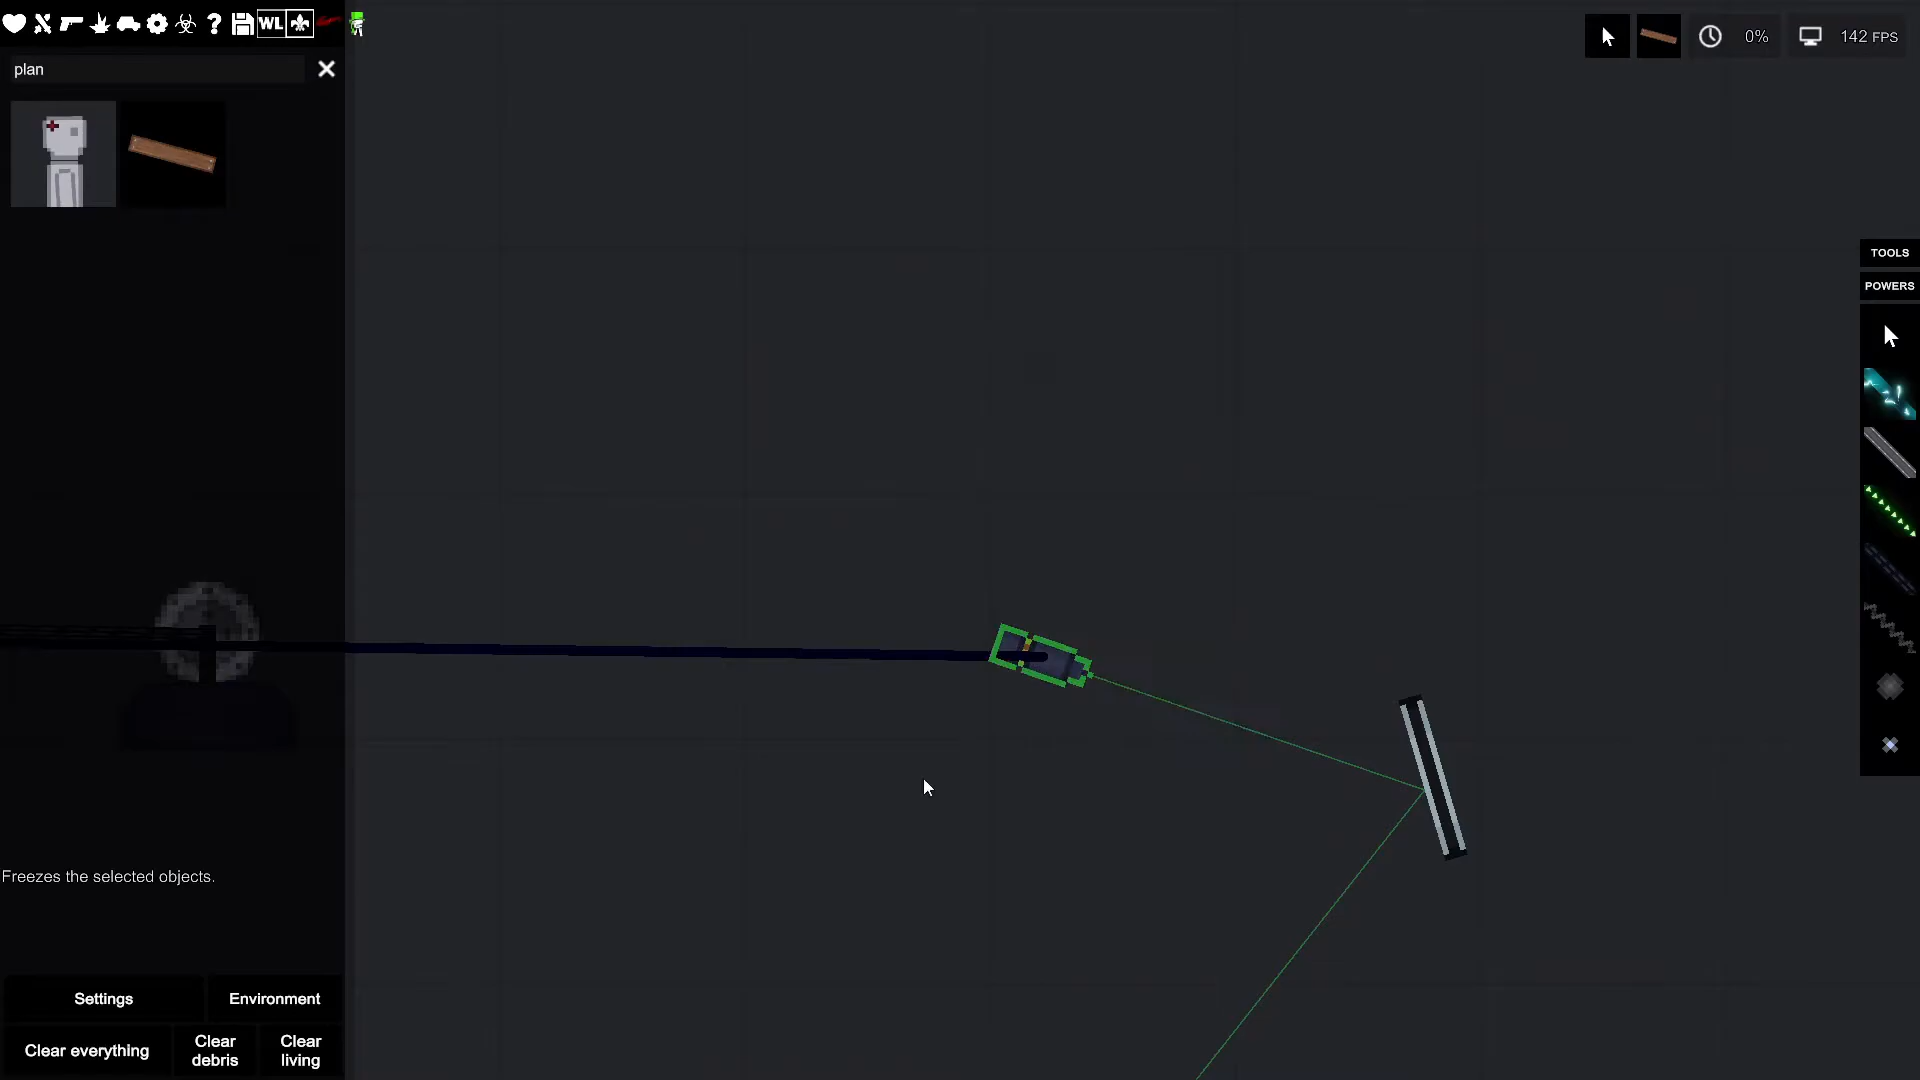 WL
0%
142 FPS
plan
TOOLS
POWERS
Freezes the selected objects.
Settings
Environment
Clear everything
Clear
debris
Clear
living